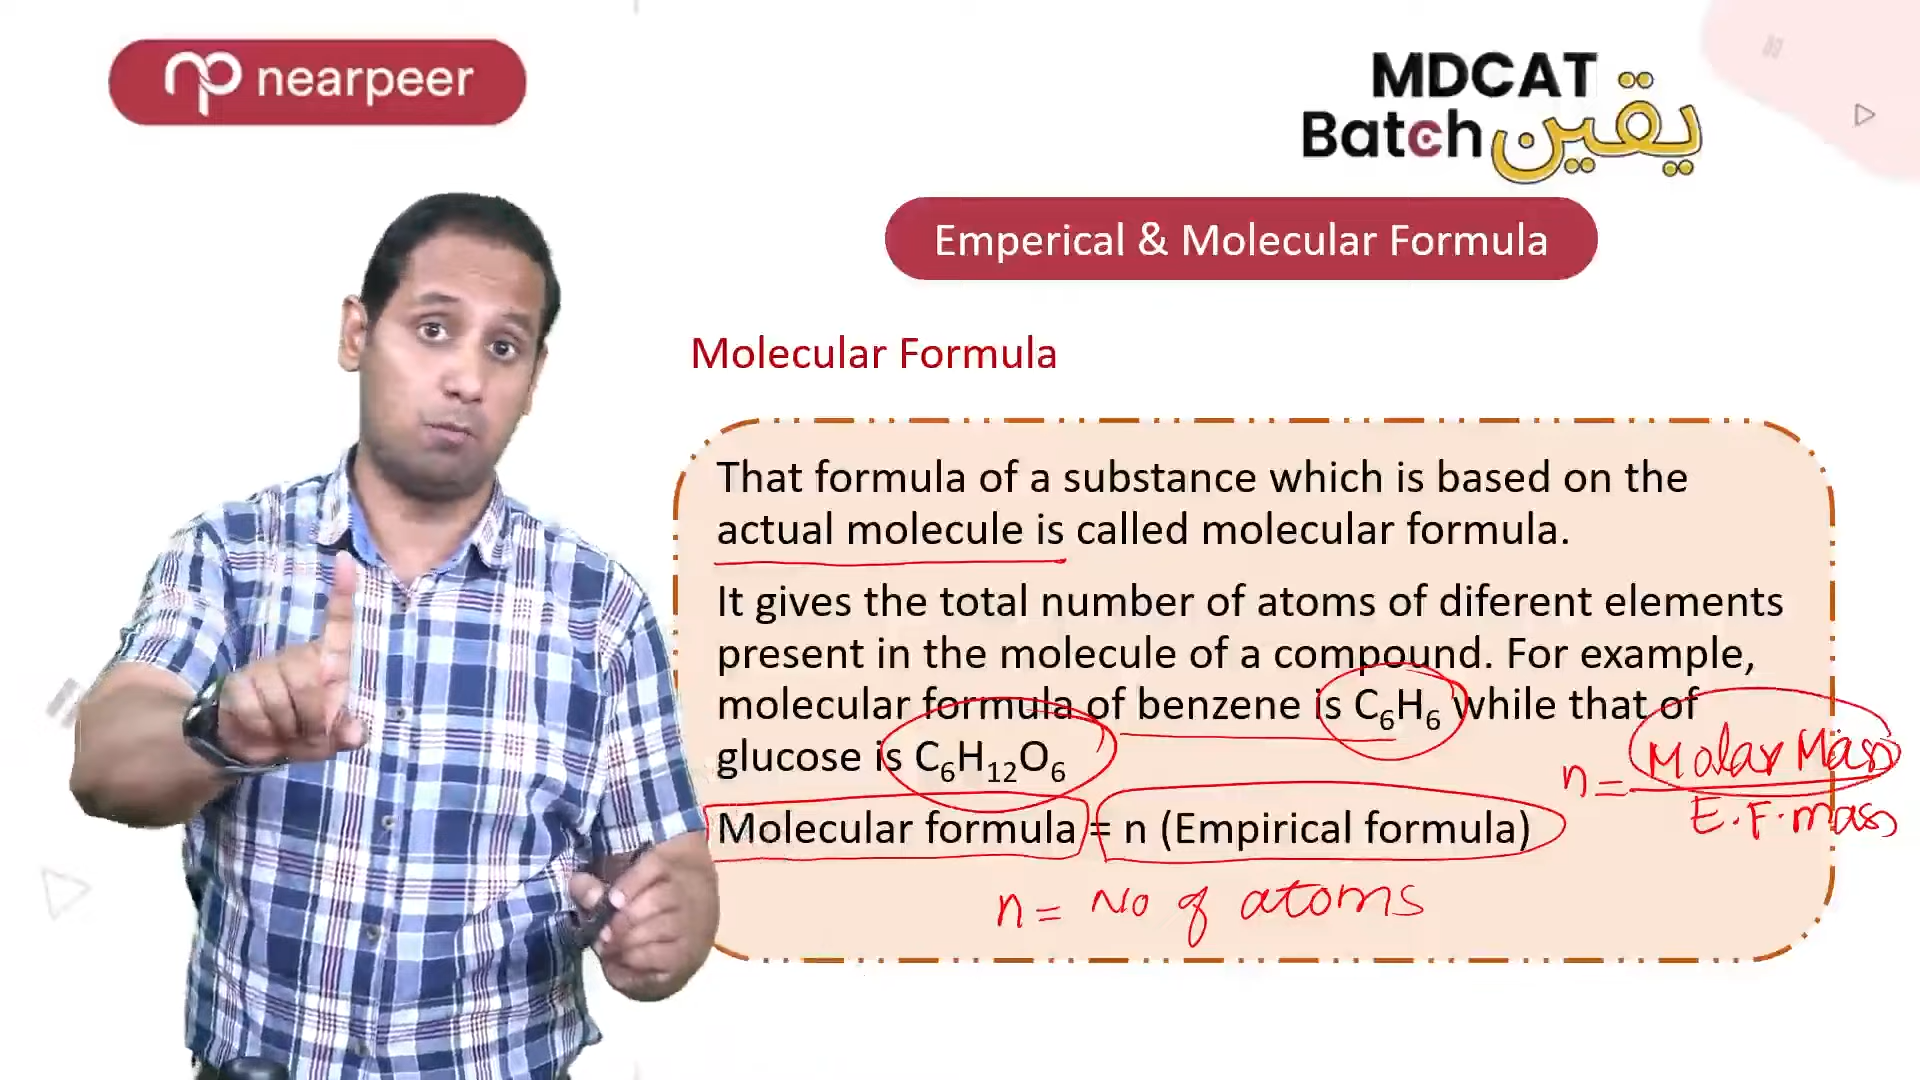 nearpeer
MDCAT
Batch يقين
Emperical & Molecular Formula
Molecular Formula
That formula of a substance which is based on the
actual molecule is called molecular formula.
It gives the total number of atoms of diferent elements
present in the molecule of a compound. For example,
molecular formula of benzene is C₆H₆ while that of
glucose is C₆H₁₂O₆
n = Molar Mass
E.F.mass
Molecular formula = n (Empirical formula)
n = No of atoms